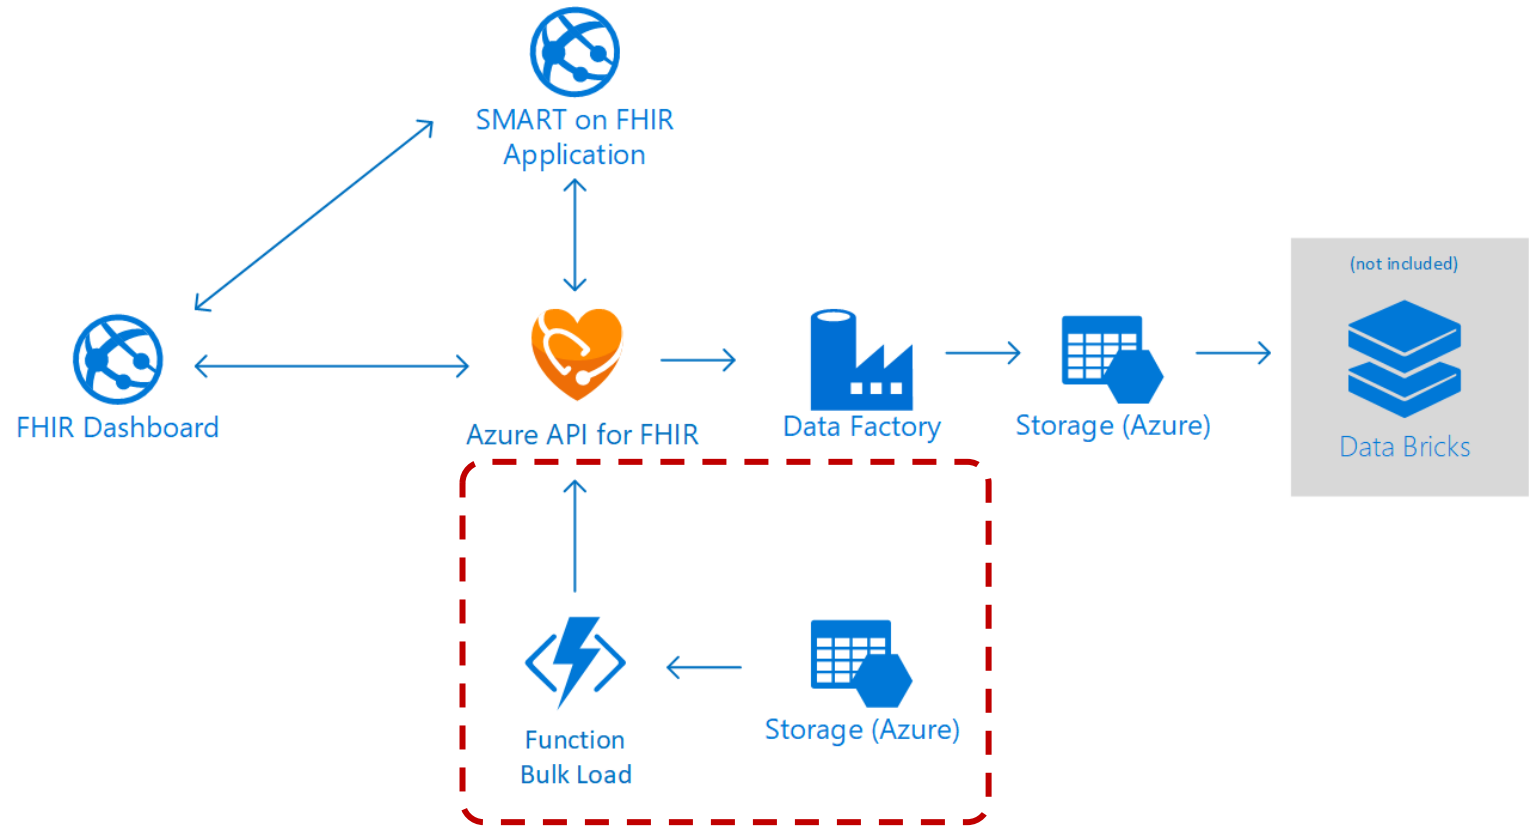 SMART on FHIR
Application
(not included)
FHIR Dashboard
Azure API for FHIR
Data Factory
Storage (Azure)
Data Bricks
Function
Bulk Load
Storage (Azure)